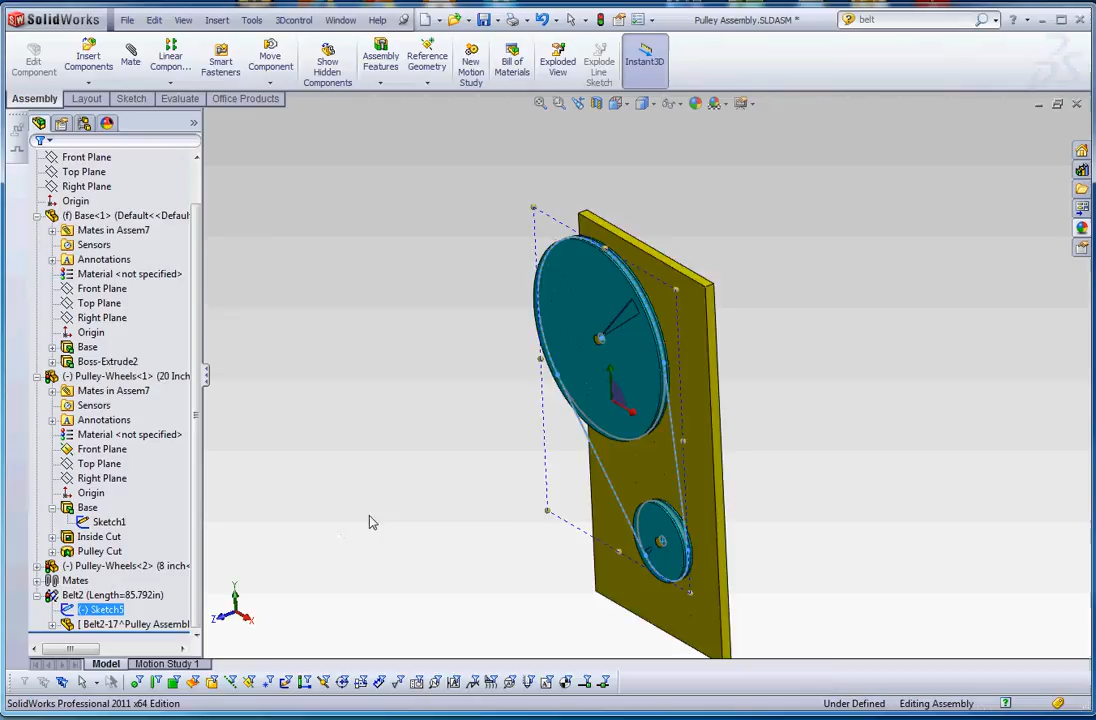 SolidWorks
File Edit View Insert Tools 3Dcontrol Window Help
Pulley Assembly.SLDASM
belt
Edit Component
Insert Components
Mate
Linear Compon...
Smart Fasteners
Move Component
Show Hidden Components
Assembly Features
Reference Geometry
New Motion Study
Bill of Materials
Exploded View
Explode Line Sketch
Instant3D
Assembly Layout Sketch Evaluate Office Products
Front Plane
Top Plane
Right Plane
Origin
(f) Base<1> (Default<<Default
Mates in Assem7
Sensors
Annotations
Material <not specified>
Front Plane
Top Plane
Right Plane
Origin
Base
Boss-Extrude2
(-) Pulley-Wheels<1> (20 Inch
Mates in Assem7
Sensors
Annotations
Material <not specified>
Front Plane
Top Plane
Right Plane
Origin
Base
Sketch1
Inside Cut
Pulley Cut
(-) Pulley-Wheels<2> (8 inch<
Mates
Belt2 (Length=85.792in)
(-) Sketch5
[ Belt2-17^Pulley Assembl
Y
Z
X
Model Motion Study 1
SolidWorks Professional 2011 x64 Edition
Under Defined
Editing Assembly